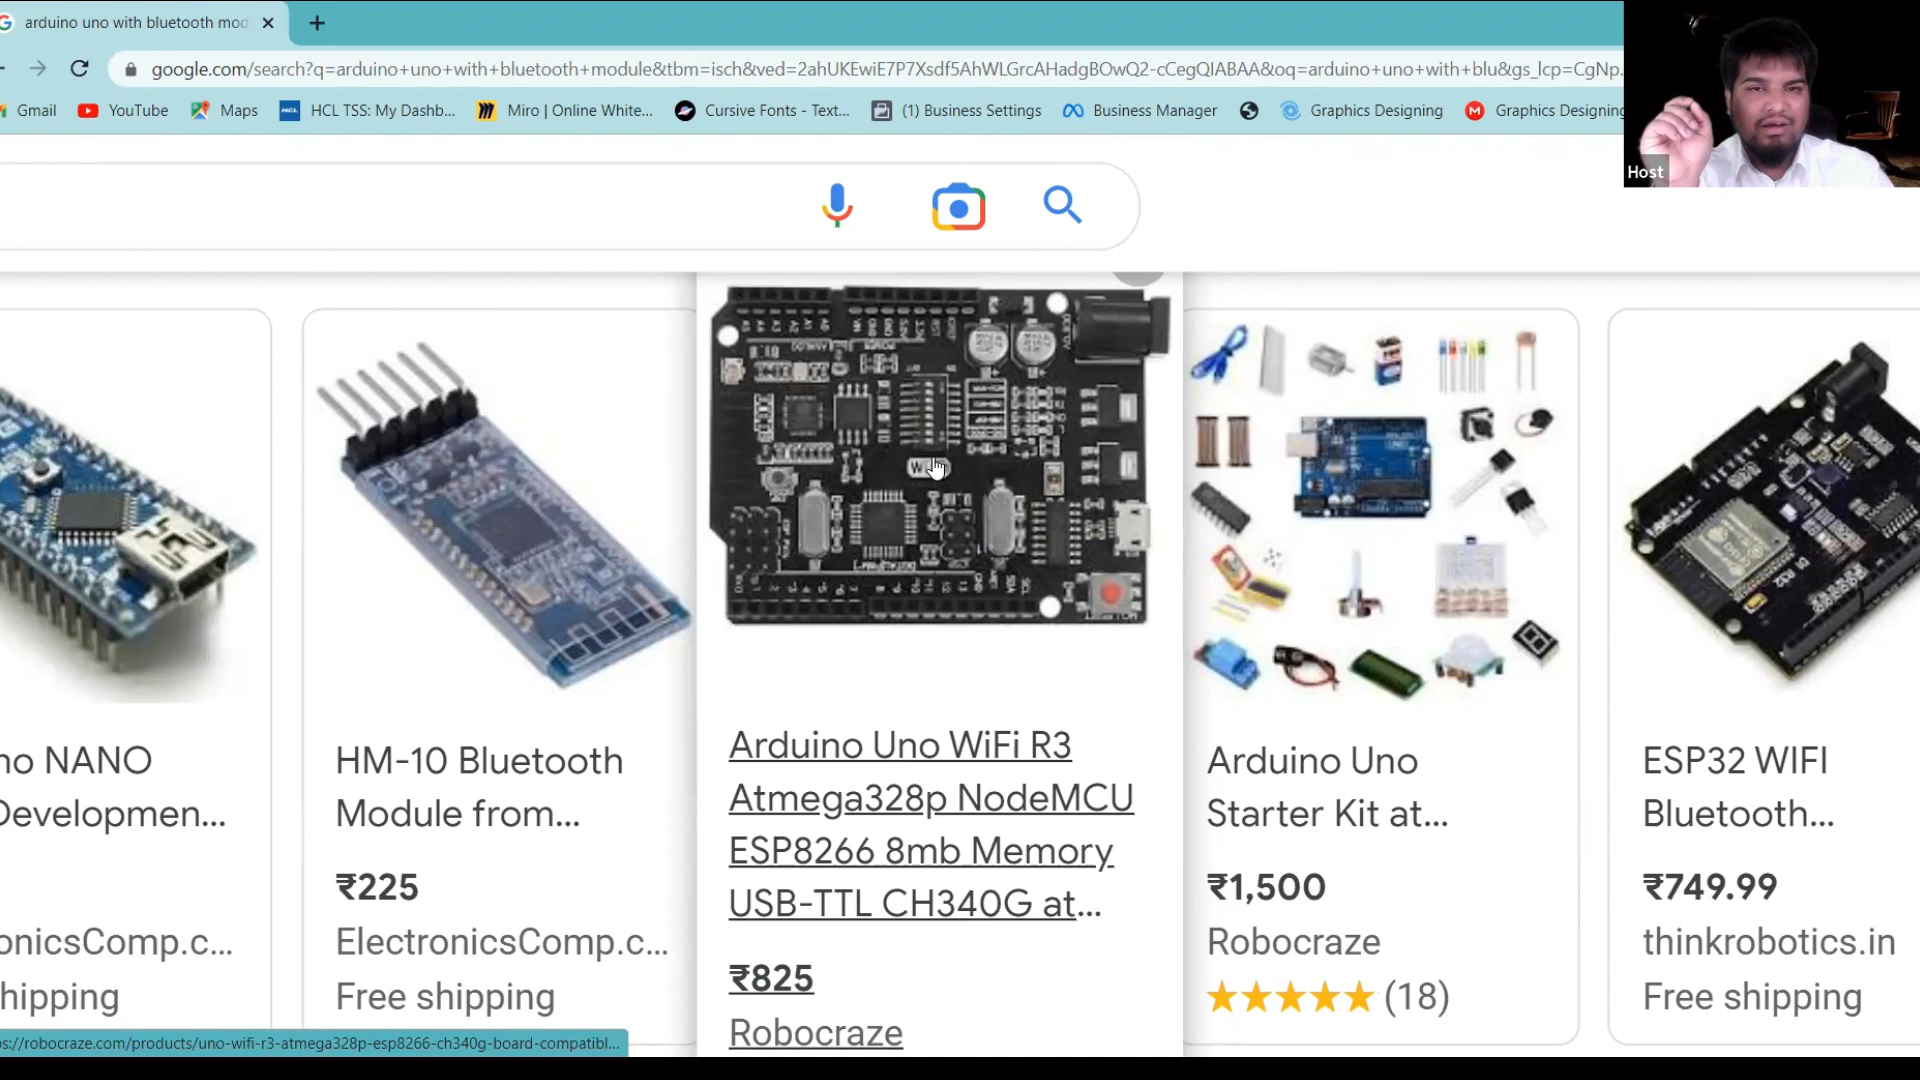 arduino uno with bluetooth mod
google.com/search?q=arduino+uno+with+bluetooth+module&tbm=isch&ved=2ahUKEwiE7P7Xsdf5AhWLGrcAHadgBOwQ2-cCegQIABAA&oq=arduino+uno+with+blu&gs_lcp=CgNp.
Gmail YouTube Maps HCL TSS: My Dashb... Miro | Online White... Cursive Fonts - Text... (1) Business Settings Business Manager Graphics Designing Graphics Designing
Host
no NANO
Developmen...
onicsComp.c...
hipping
HM-10 Bluetooth
Module from...
₹225
ElectronicsComp.c...
Free shipping
Arduino Uno WiFi R3
Atmega328p NodeMCU
ESP8266 8mb Memory
USB-TTL CH340G at...
₹825
Robocraze
Arduino Uno
Starter Kit at...
₹1,500
Robocraze
(18)
ESP32 WIFI
Bluetooth...
₹749.99
thinkrobotics.in
Free shipping
ps://robocraze.com/products/uno-wifi-r3-atmega328p-esp8266-ch340g-board-compatibl...